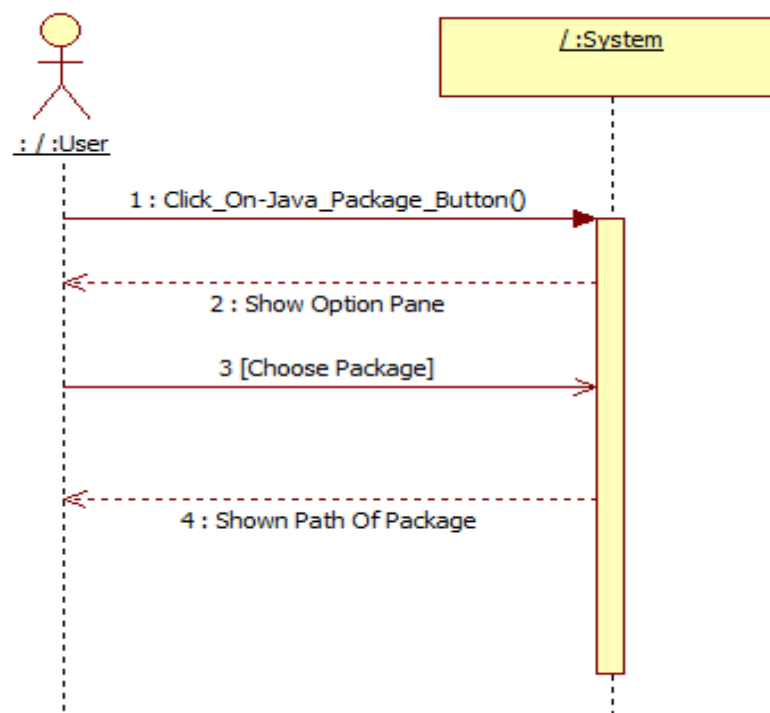 / :System
: / :User
1 : Click_On-Java_Package_Button()
2 : Show Option Pane
3 [Choose Package]
4 : Shown Path Of Package